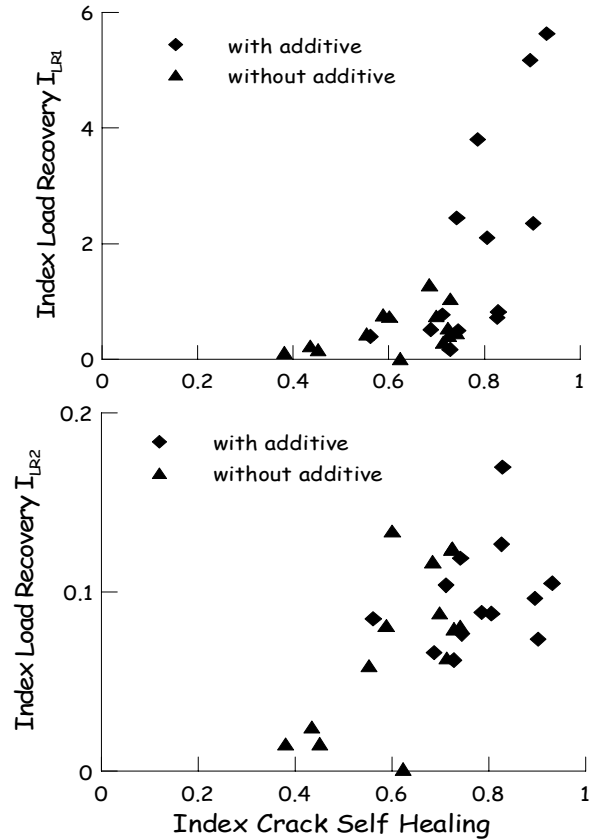 6
with additive
without additive
4
Index Load Recovery I_LR1
2
0
0 0.2 0.4 0.6 0.8 1
0.2
with additive
without additive
Index Load Recovery I_LR2
0.1
0
0 0.2 0.4 0.6 0.8 1
Index Crack Self Healing